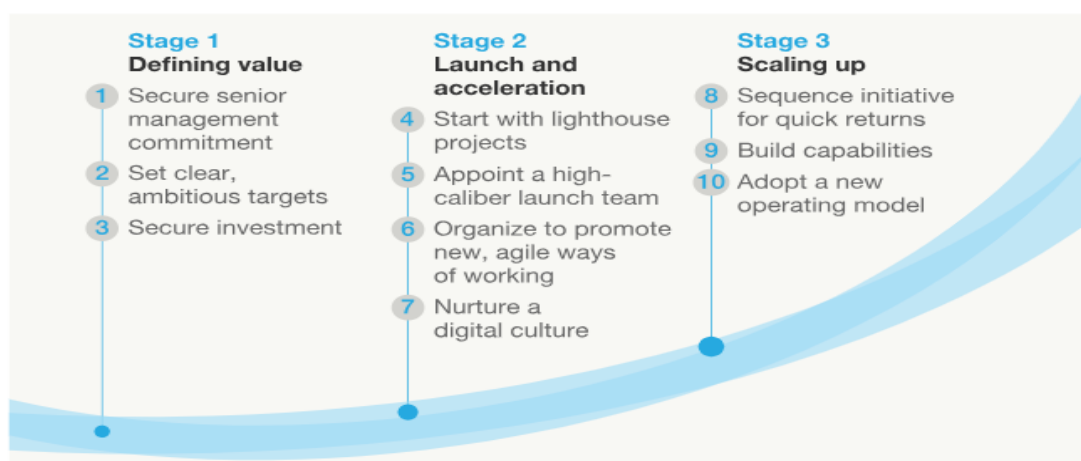 Stage 1
Defining value
1 Secure senior
management
commitment
2 Set clear,
ambitious targets
3 Secure investment
Stage 2
Launch and
acceleration
4 Start with lighthouse
projects
5 Appoint a high-
caliber launch team
6 Organize to promote
new, agile ways
of working
7 Nurture a
digital culture
Stage 3
Scaling up
8 Sequence initiative
for quick returns
9 Build capabilities
10 Adopt a new
operating model